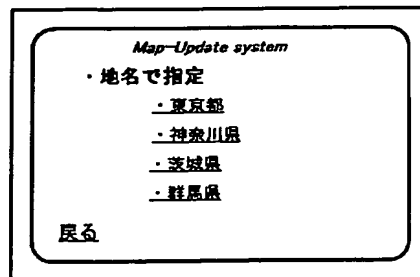 Map-Update system
・地名で指定
・東京都
・神奈川県
・茨城県
・群馬県
戻る